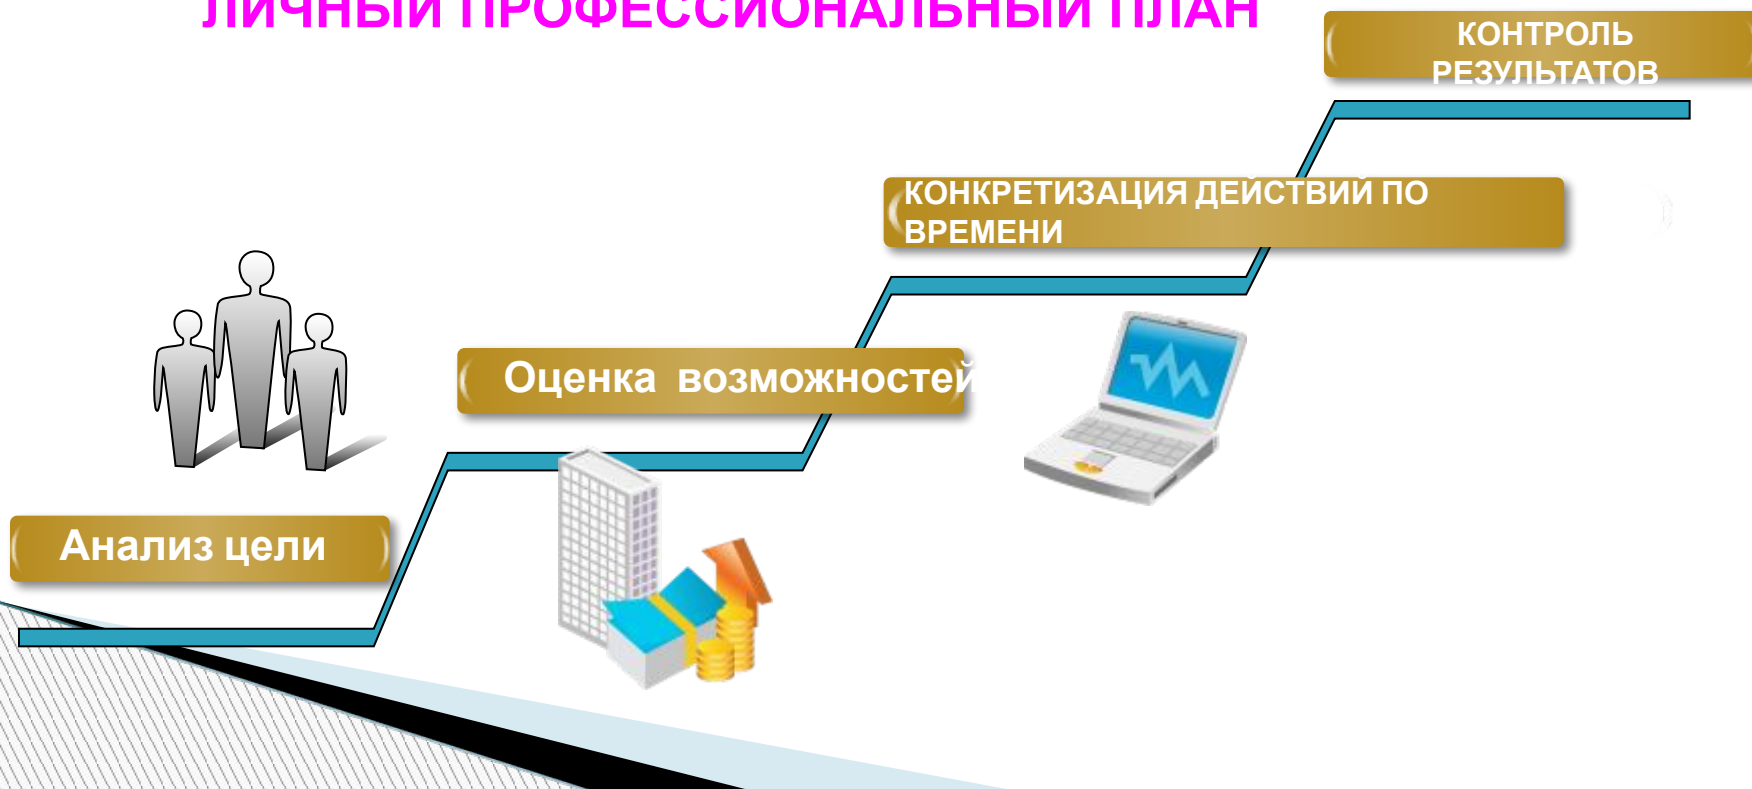 ЛИЧНЫЙ ПРОФЕССИОНАЛЬНЫЙ ПЛАН
КОНТРОЛЬ
РЕЗУЛЬТАТОВ
КОНКРЕТИЗАЦИЯ ДЕЙСТВИЙ ПО
ВРЕМЕНИ
Оценка возможностей
Анализ цели